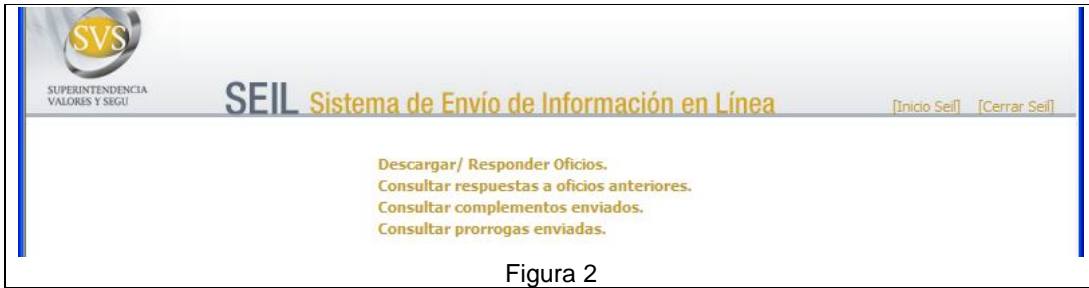 SVS
SUPERINTENDENCIA
VALORES Y SEGU
SEIL Sistema de Envío de Información en Línea
[Inicio Seil] [Cerrar Seil]
Descargar/ Responder Oficios.
Consultar respuestas a oficios anteriores.
Consultar complementos enviados.
Consultar prorrogas enviadas.
Figura 2